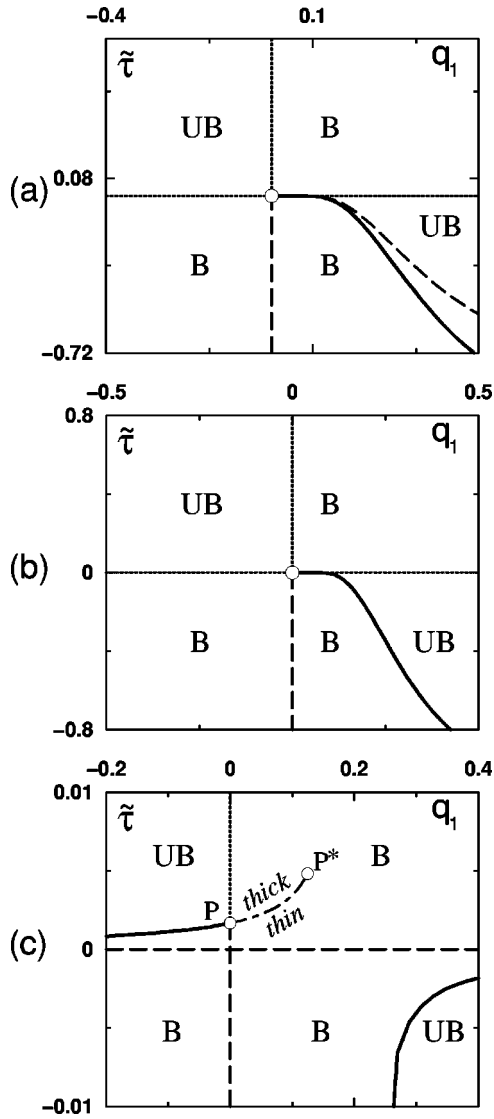 -0.4 0.1
τ̃ q₁
UB B
0.08
(a)
UB
B B
-0.72
-0.5 0 0.5
0.8
τ̃ q₁
UB B
(b)
0
B B UB
-0.8
-0.2 0 0.2 0.4
0.01
τ̃ q₁
UB P* B
thick
P
thin
(c)
0
B B UB
-0.01